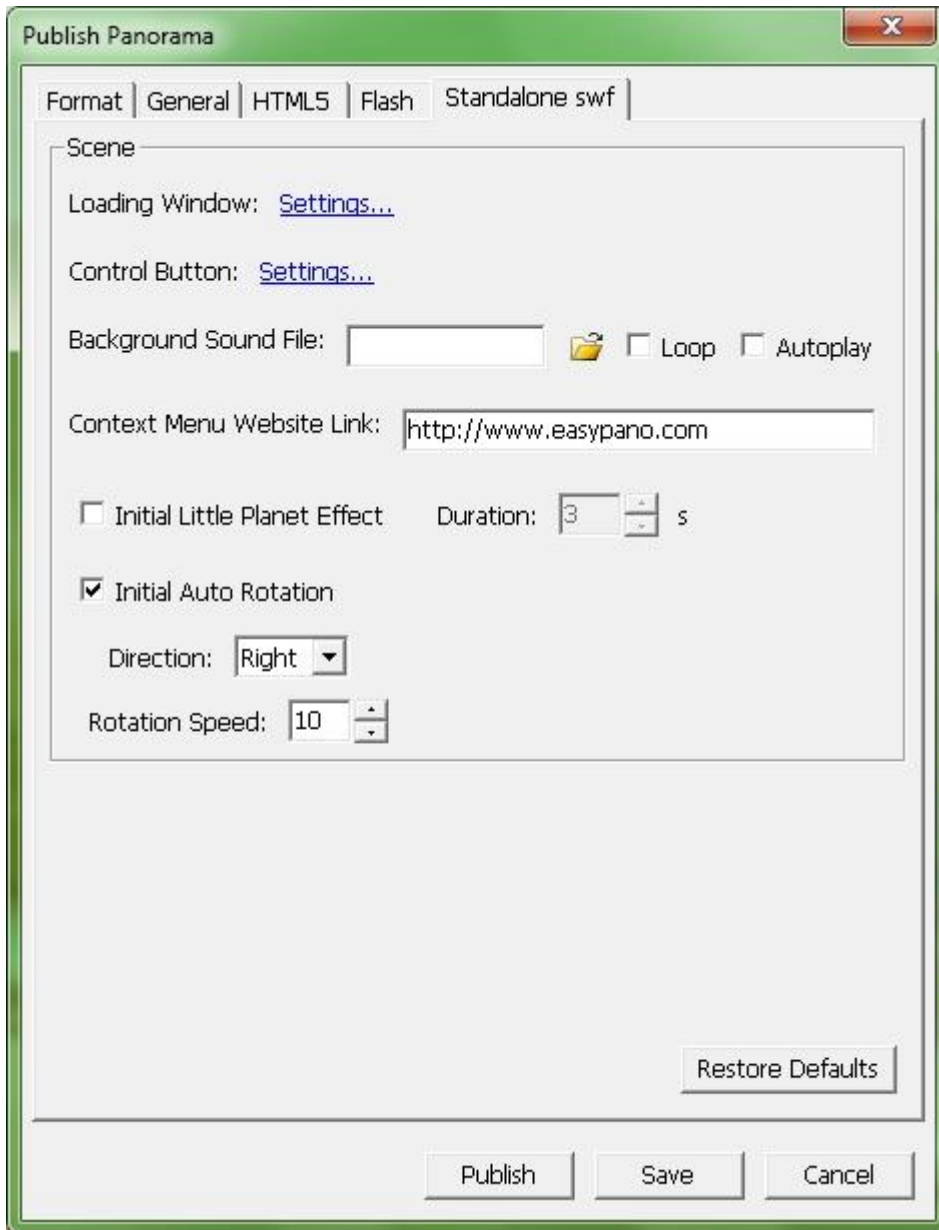 Publish Panorama
Format General HTML5 Flash Standalone swf
Scene
Loading Window: Settings...
Control Button: Settings...
Background Sound File: Loop Autoplay
Context Menu Website Link: http://www.easypano.com
Initial Little Planet Effect Duration: 3 s
Initial Auto Rotation
Direction: Right
Rotation Speed: 10
Restore Defaults
Publish Save Cancel